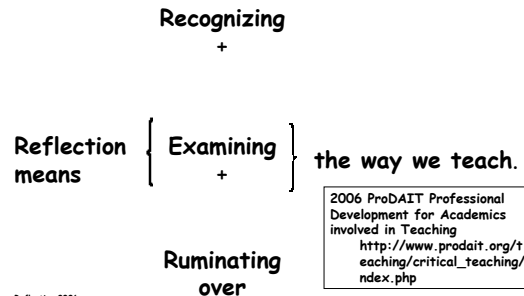 Recognizing
+
Reflection
means
Examining
+
the way we teach.
2006 ProDAIT Professional
Development for Academics
involved in Teaching
http://www.prodait.org/t
eaching/critical_teaching/
ndex.php
Ruminating
over